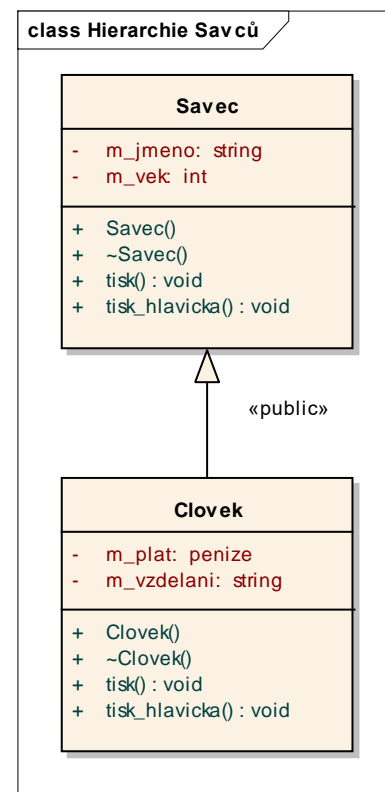 class Hierarchie Savců
Savec
- m_jmeno: string
- m_vek: int
+ Savec()
+ ~Savec()
+ tisk() : void
+ tisk_hlavicka() : void
«public»
Clovek
- m_plat: penize
- m_vzdelani: string
+ Clovek()
+ ~Clovek()
+ tisk() : void
+ tisk_hlavicka() : void